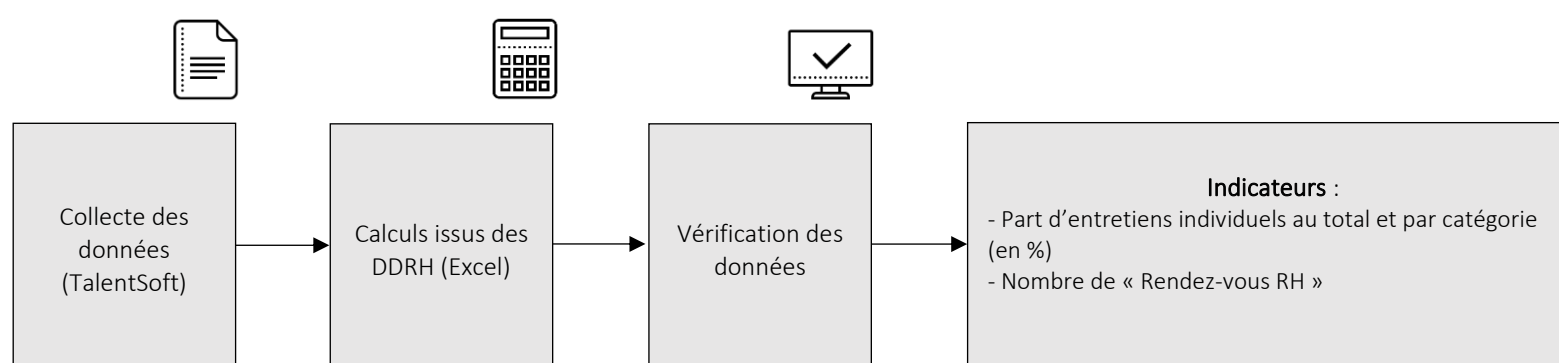 Collecte des
données
(TalentSoft)
Calculs issus des
DDRH (Excel)
Vérification des
données
Indicateurs :
- Part d’entretiens individuels au total et par catégorie
(en %)
- Nombre de « Rendez-vous RH »